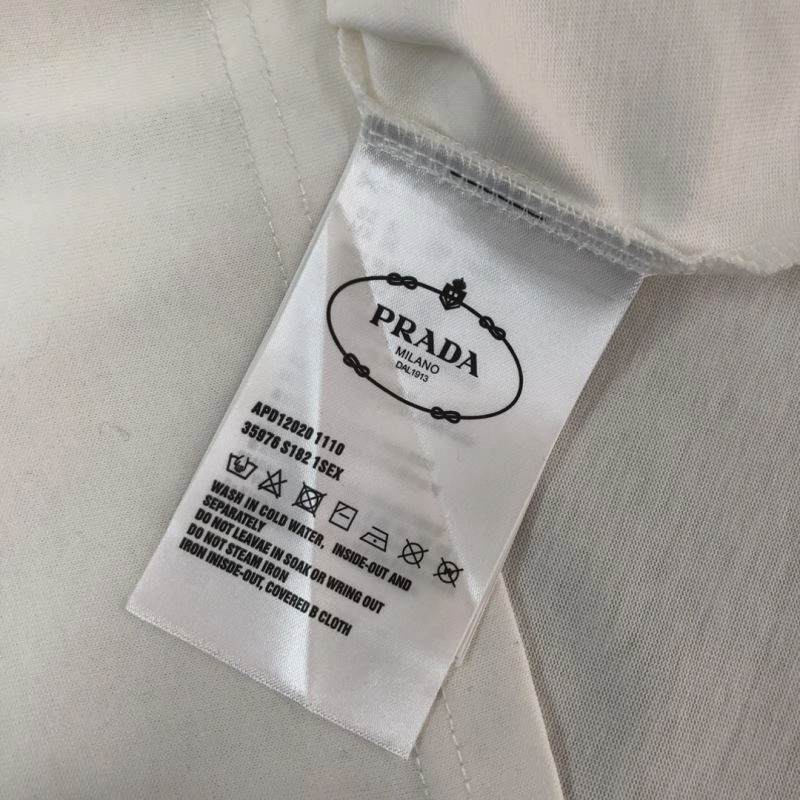 PRADA
MILANO
DAL1913
APD12020 1110
35976 S182 1SEX
WASH IN COLD WATER, INSIDE-OUT AND
SEPARATELY
DO NOT LEAVAE IN SOAK OR WRING OUT
DO NOT STEAM IRON
IRON INISDE-OUT, COVERED B CLOTH